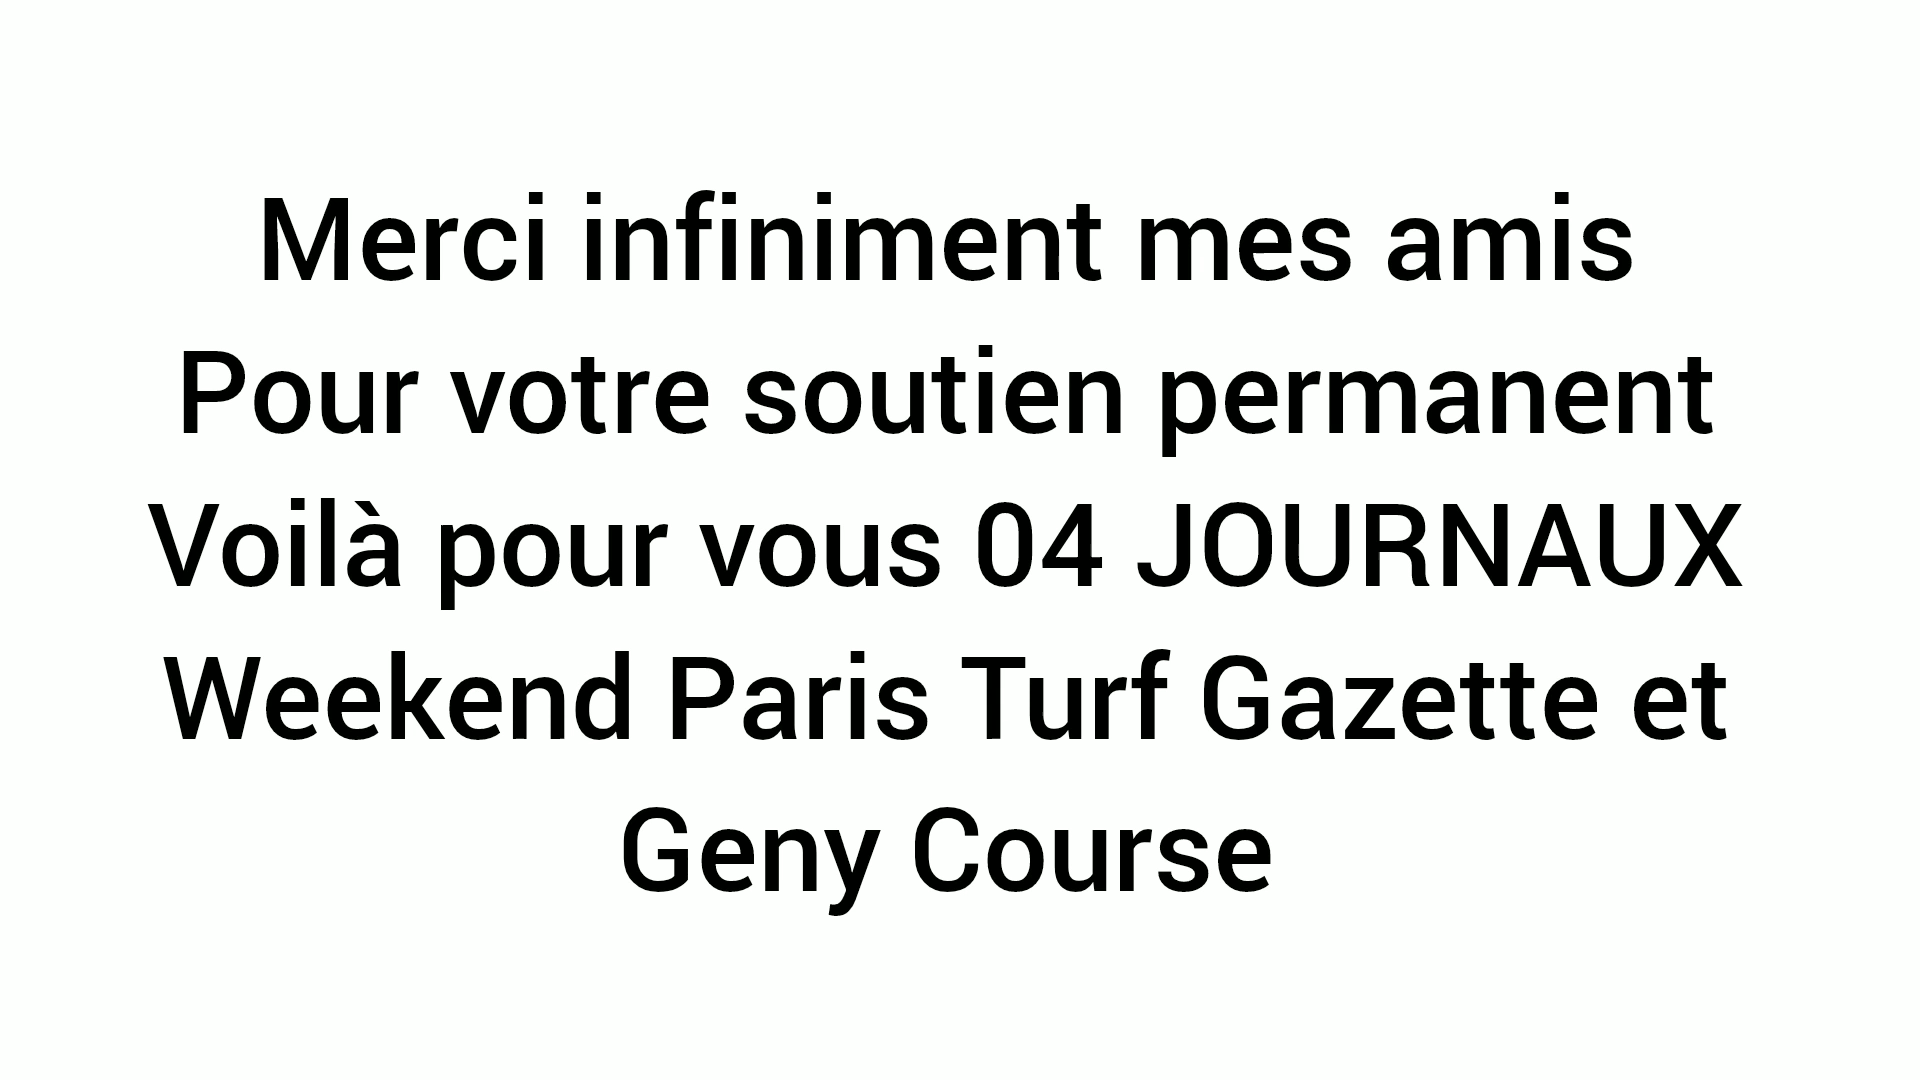 Merci infiniment mes amis
Pour votre soutien permanent
Voilà pour vous 04 JOURNAUX
Weekend Paris Turf Gazette et
Geny Course